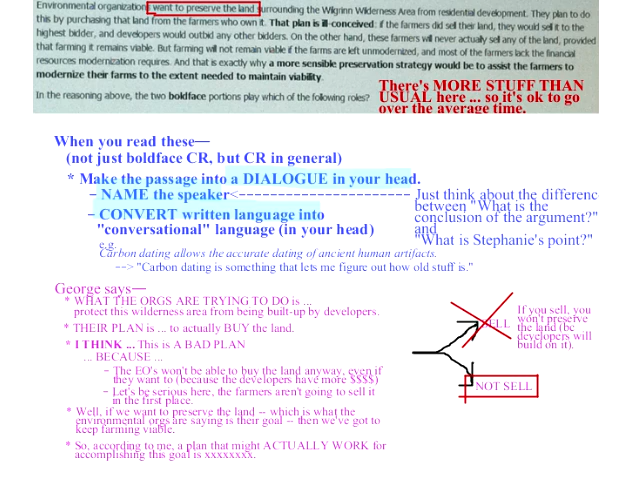 Environmental organizations want to preserve the land surrounding the Wilgrinn Wilderness Area from residential development. They plan to do
this by purchasing that land from the farmers who own it. That plan is ill-conceived: if the farmers did sell their land, they would sell it to the
highest bidder, and developers would outbid any other bidders. On the other hand, these farmers will never actually sell any of the land, provided
that farming it remains viable. But farming will not remain viable if the farms are left unmodernized, and most of the farmers lack the financial
resources modernization requires. And that is exactly why a more sensible preservation strategy would be to assist the farmers to
modernize their farms to the extent needed to maintain viability.
In the reasoning above, the two boldface portions play which of the following roles?
There's MORE STUFF THAN
USUAL here ... so it's ok to go
over the average time.
When you read these—
(not just boldface CR, but CR in general)
* Make the passage into a DIALOGUE in your head.
– NAME the speaker<-----------------------
– CONVERT written language into
"conversational" language (in your head)
Just think about the differenc
between "What is the
conclusion of the argument?"
and
"What is Stephanie's point?"
e.g.
Carbon dating allows the accurate dating of ancient human artifacts.
--> "Carbon dating is something that lets me figure out how old stuff is."
George says—
* WHAT THE ORGS ARE TRYING TO DO is ...
protect this wilderness area from being built-up by developers.
* THEIR PLAN is ... to actually BUY the land.
* I THINK ... This is A BAD PLAN
... BECAUSE ...
– The EO's won't be able to buy the land anyway, even if
they want to (because the developers have more $$$$)
– Let's be serious here, the farmers aren't going to sell it
in the first place.
* Well, if we want to preserve the land -- which is what the
environmental orgs are saying is their goal -- then we've got to
keep farming viable.
* So, according to me, a plan that might ACTUALLY WORK for
accomplishing this goal is xxxxxxxx.
SELL
If you sell, you
won't preserve
the land (bc
developers will
build on it).
NOT SELL